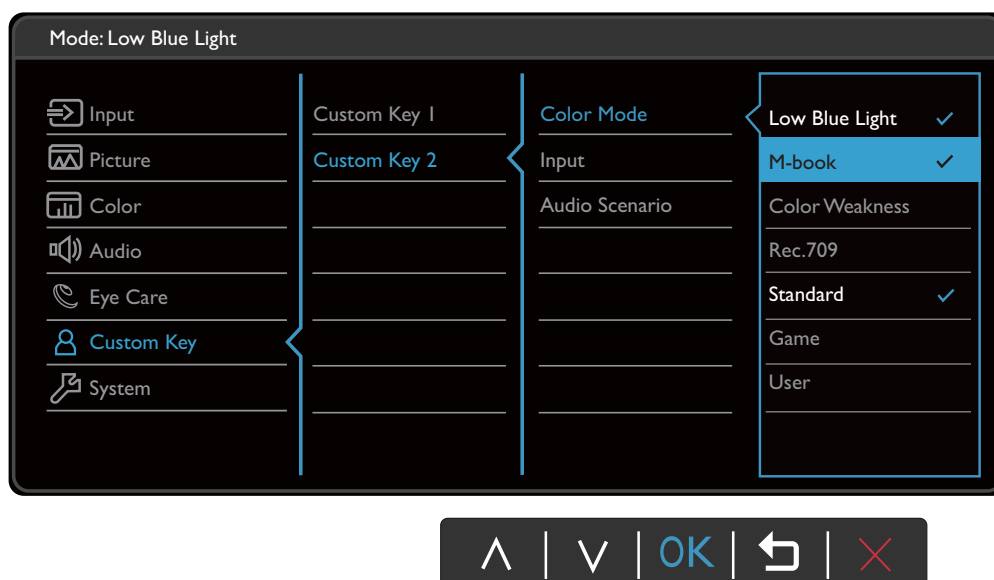 Mode: Low Blue Light
Input
Picture
Color
Audio
Eye Care
Custom Key
System
Custom Key 1
Custom Key 2
Color Mode
Input
Audio Scenario
Low Blue Light
M-book
Color Weakness
Rec.709
Standard
Game
User
OK